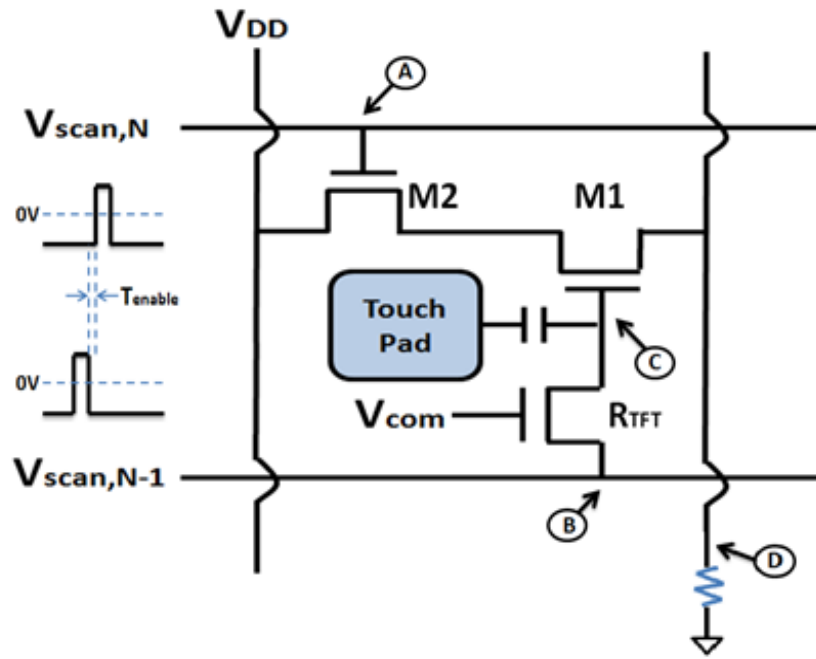 VDD
A
Vscan,N
M2
M1
0V
Tenable
Touch
Pad
C
0V
Vcom
RTFT
Vscan,N-1
B
D